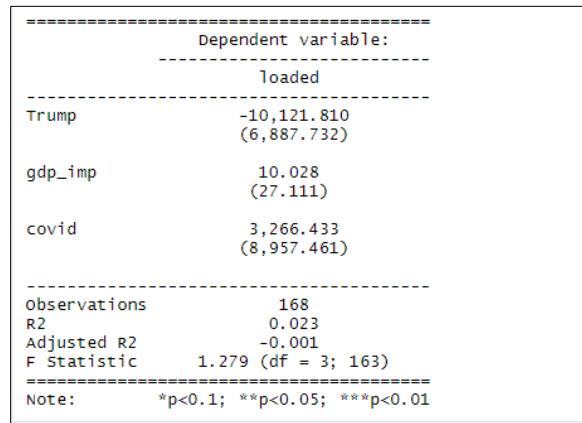 ========================================
Dependent variable:
---------------------------
loaded
----------------------------------------
Trump -10,121.810
(6,887.732)
gdp_imp 10.028
(27.111)
covid 3,266.433
(8,957.461)
----------------------------------------
Observations 168
R2 0.023
Adjusted R2 -0.001
F Statistic 1.279 (df = 3; 163)
========================================
Note: *p<0.1; **p<0.05; ***p<0.01